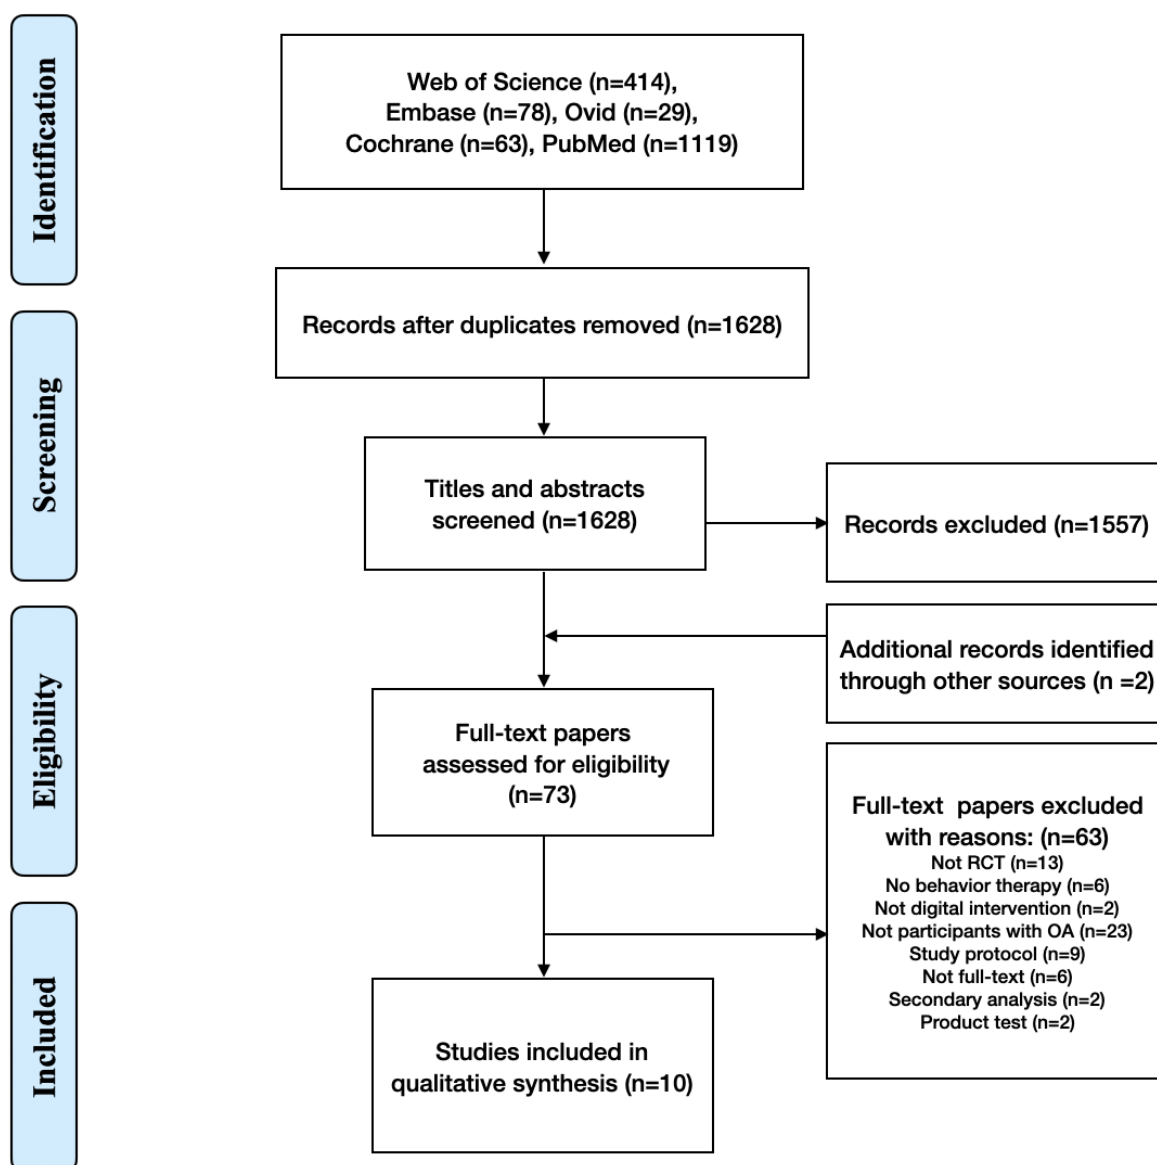 Identification
Web of Science (n=414),
Embase (n=78), Ovid (n=29),
Cochrane (n=63), PubMed (n=1119)
Records after duplicates removed (n=1628)
Screening
Titles and abstracts
screened (n=1628)
Records excluded (n=1557)
Additional records identified
through other sources (n =2)
Eligibility
Full-text papers
assessed for eligibility
(n=73)
Full-text  papers excluded
with reasons: (n=63)
Not RCT (n=13)
No behavior therapy (n=6)
Not digital intervention (n=2)
Not participants with OA (n=23)
Study protocol (n=9)
Not full-text (n=6)
Secondary analysis (n=2)
Product test (n=2)
Included
Studies included in
qualitative synthesis (n=10)